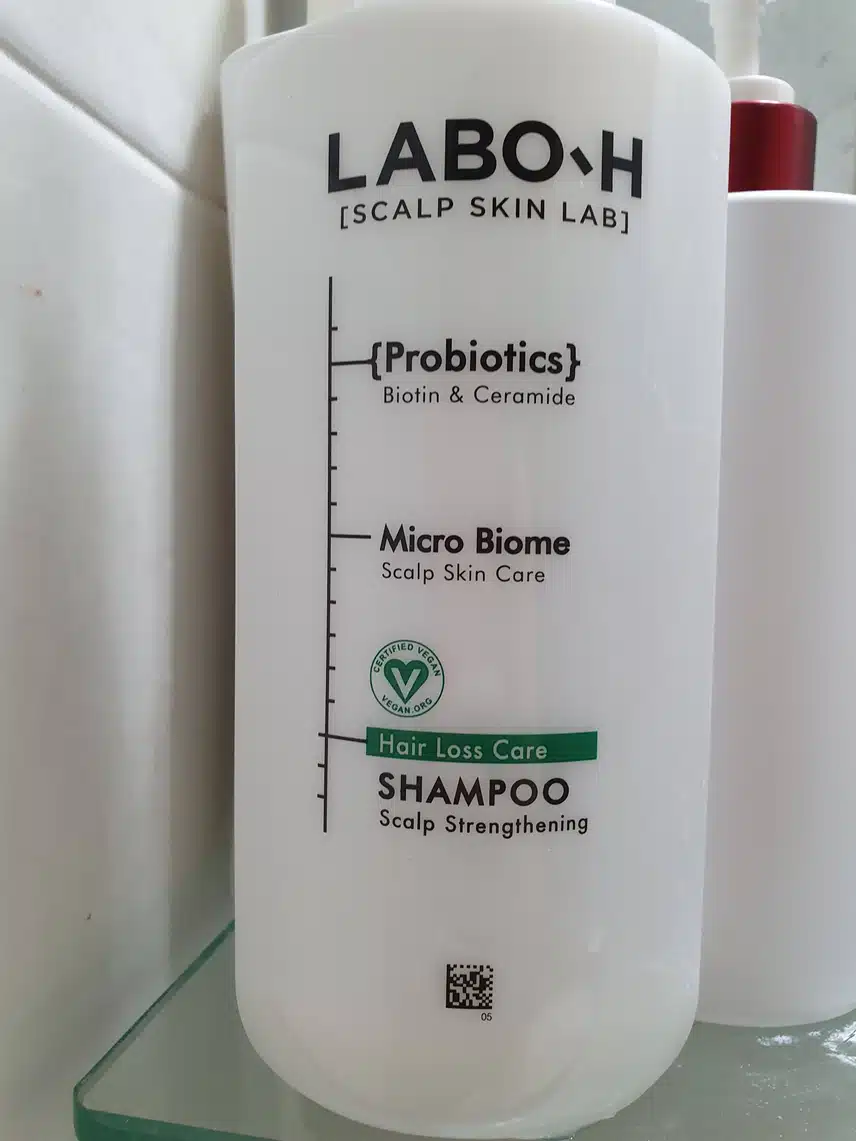 LABO-H
[SCALP SKIN LAB]
{Probiotics}
Biotin & Ceramide
Micro Biome
Scalp Skin Care
CERTIFIED VEGAN
VEGAN.ORG
V
Hair Loss Care
SHAMPOO
Scalp Strengthening
05